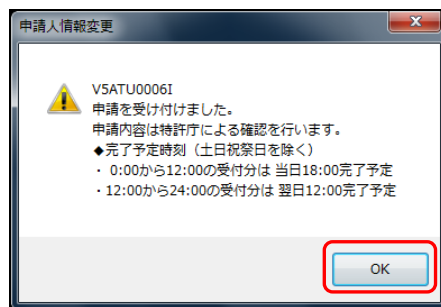 申請人情報変更
V5ATU0006I
申請を受け付けました。
申請内容は特許庁による確認を行います。
◆完了予定時刻（土日祝祭日を除く）
・ 0:00から12:00の受付分は 当日18:00完了予定
・12:00から24:00の受付分は 翌日12:00完了予定
OK